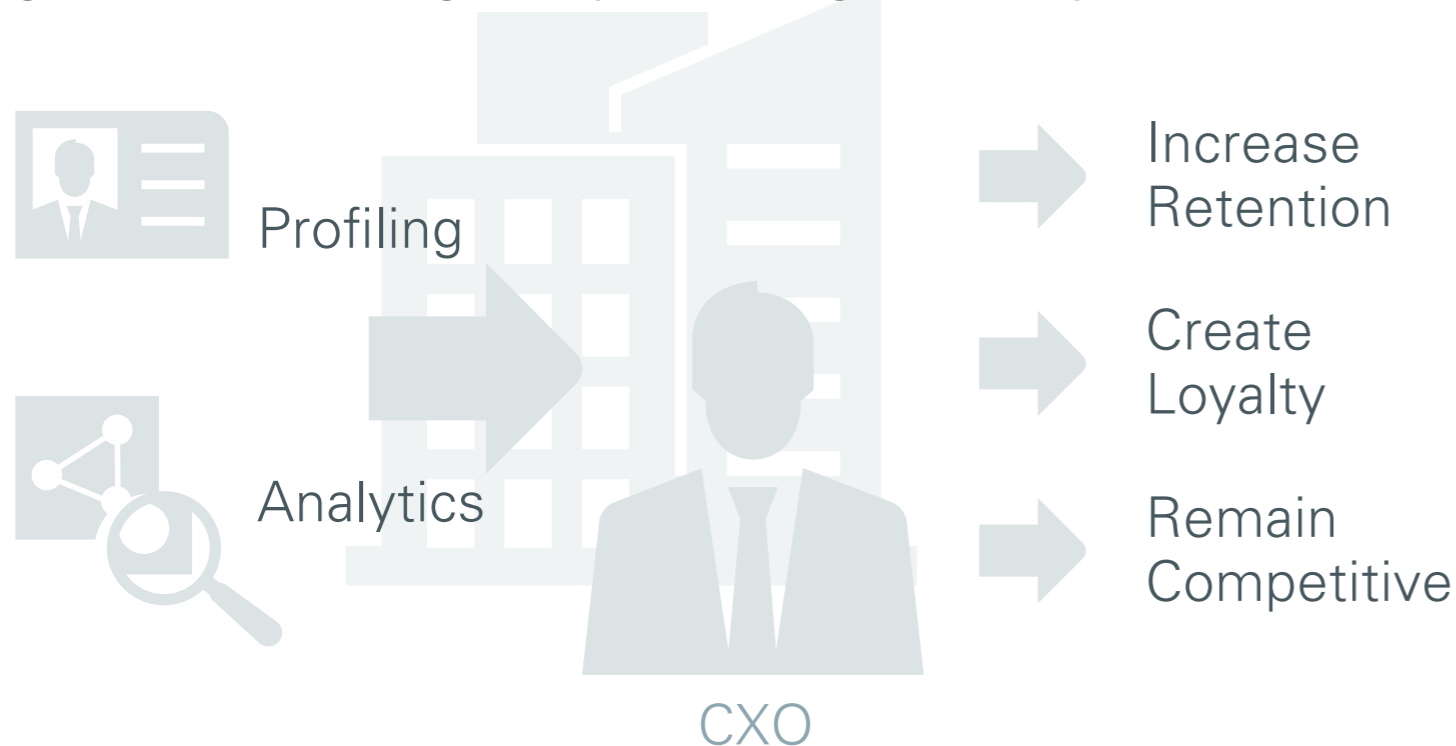 Profiling
Analytics
Increase
Retention
Create
Loyalty
Remain
Competitive
CXO